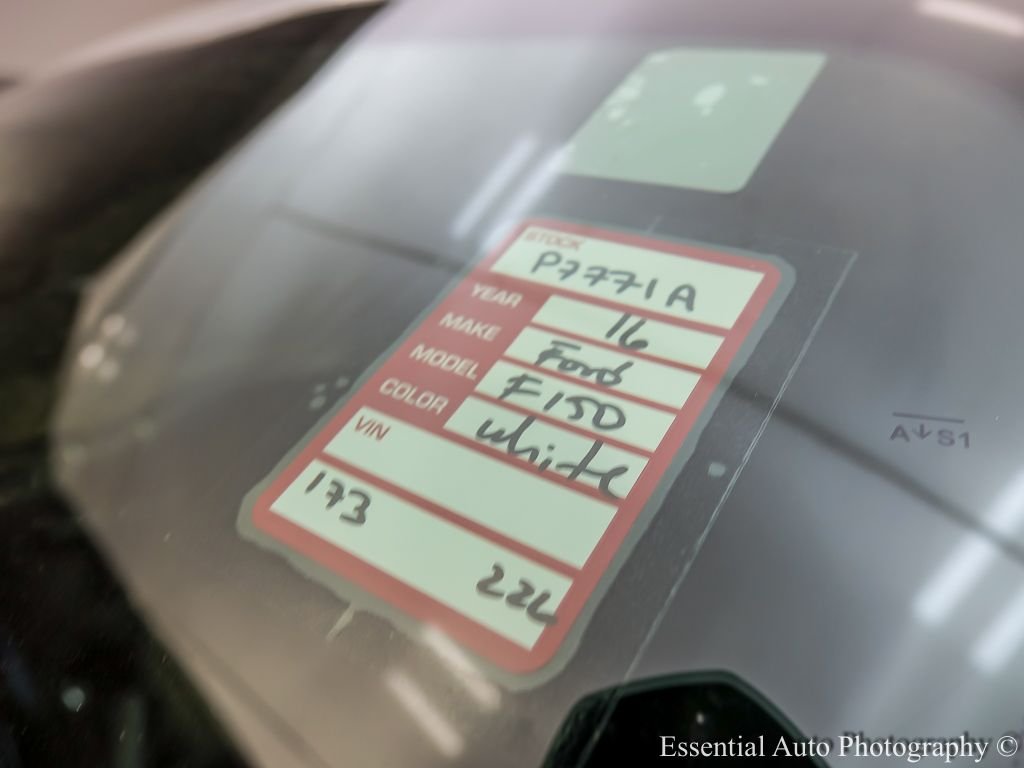 STOCK
P7771A
YEAR 16
MAKE Ford
MODEL F150
COLOR white
VIN
173
22L
A↓S1
Essential Auto Photography ©